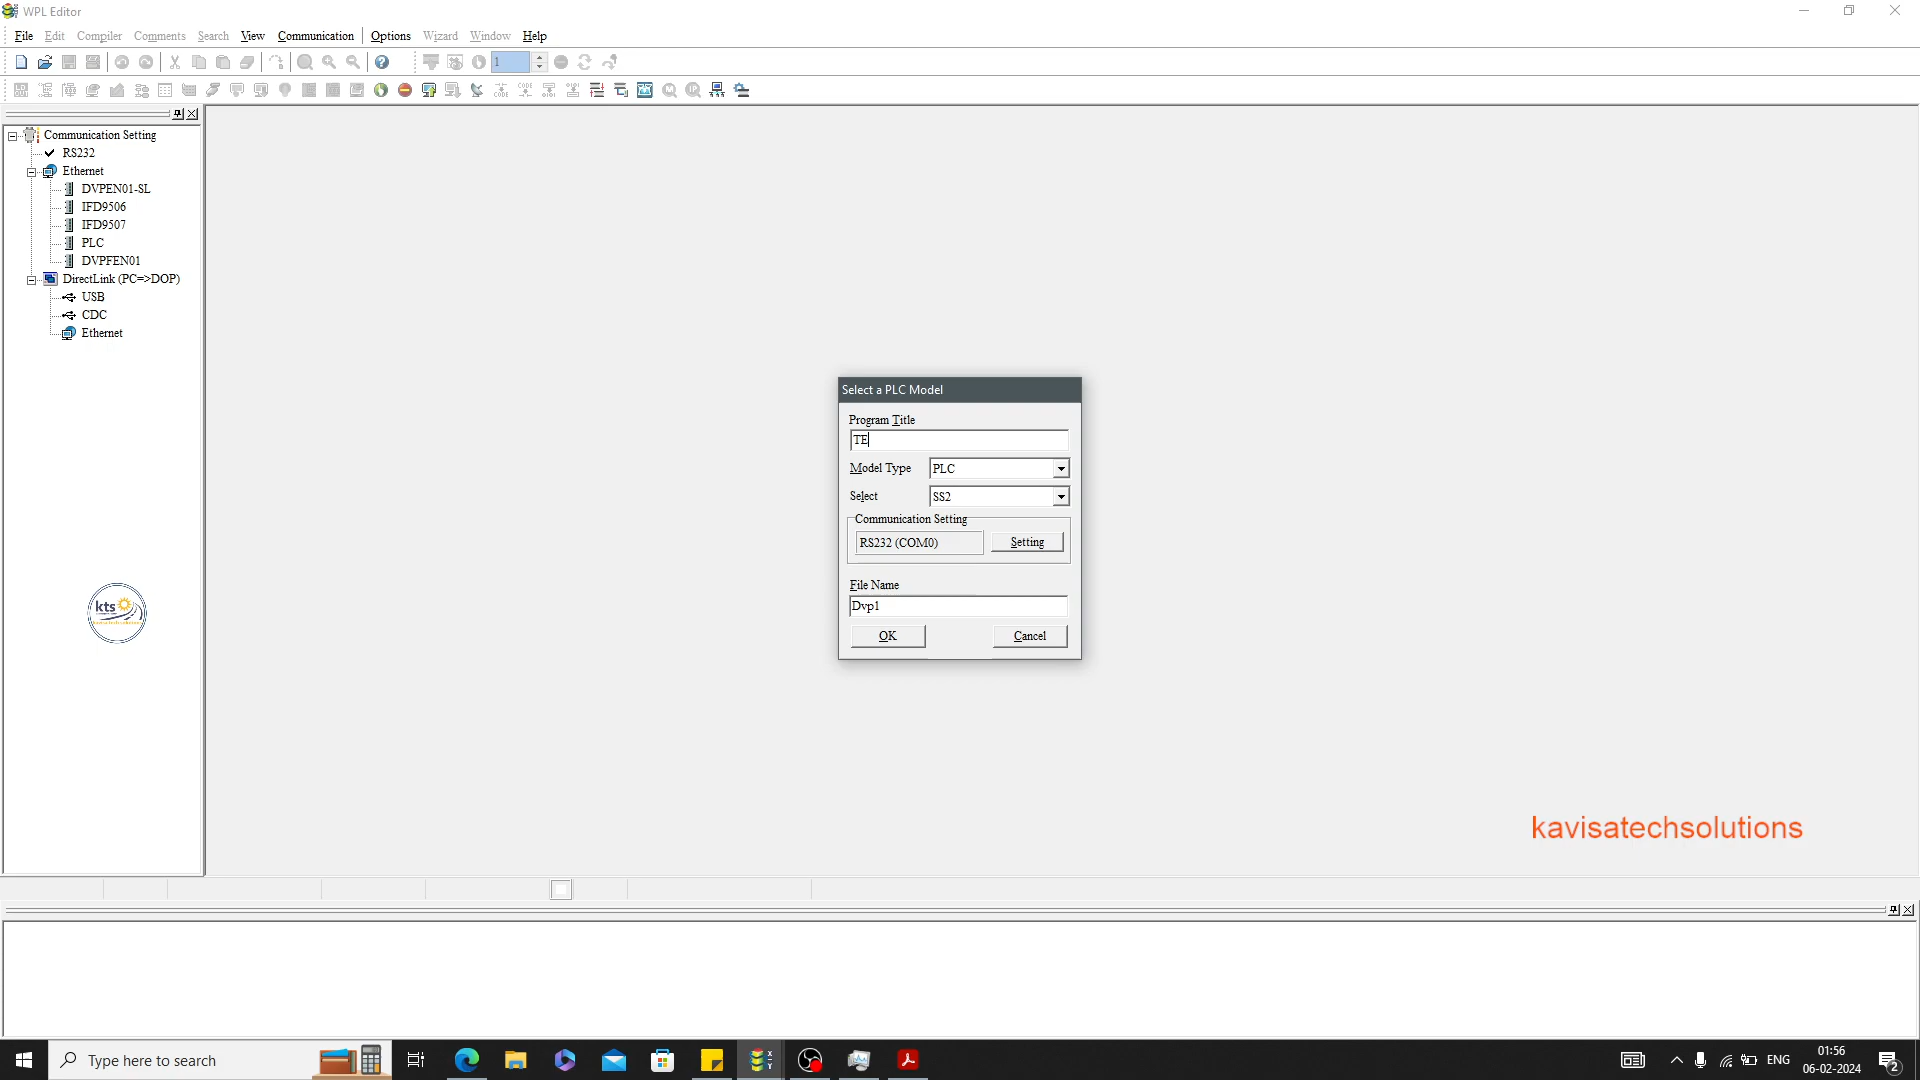 WPL Editor
File Edit Compiler Comments Search View Communication Options Wizard Window Help
1
Communication Setting
RS232
Ethernet
DVPEN01-SL
IFD9506
IFD9507
PLC
DVPFEN01
DirectLink (PC=>DOP)
USB
CDC
Ethernet
kts
Select a PLC Model
Program Title
TE
Model Type PLC
Select SS2
Communication Setting
RS232 (COM0) Setting
File Name
Dvp1
OK Cancel
kavisatechsolutions
Type here to search
ENG
01:56
06-02-2024
2